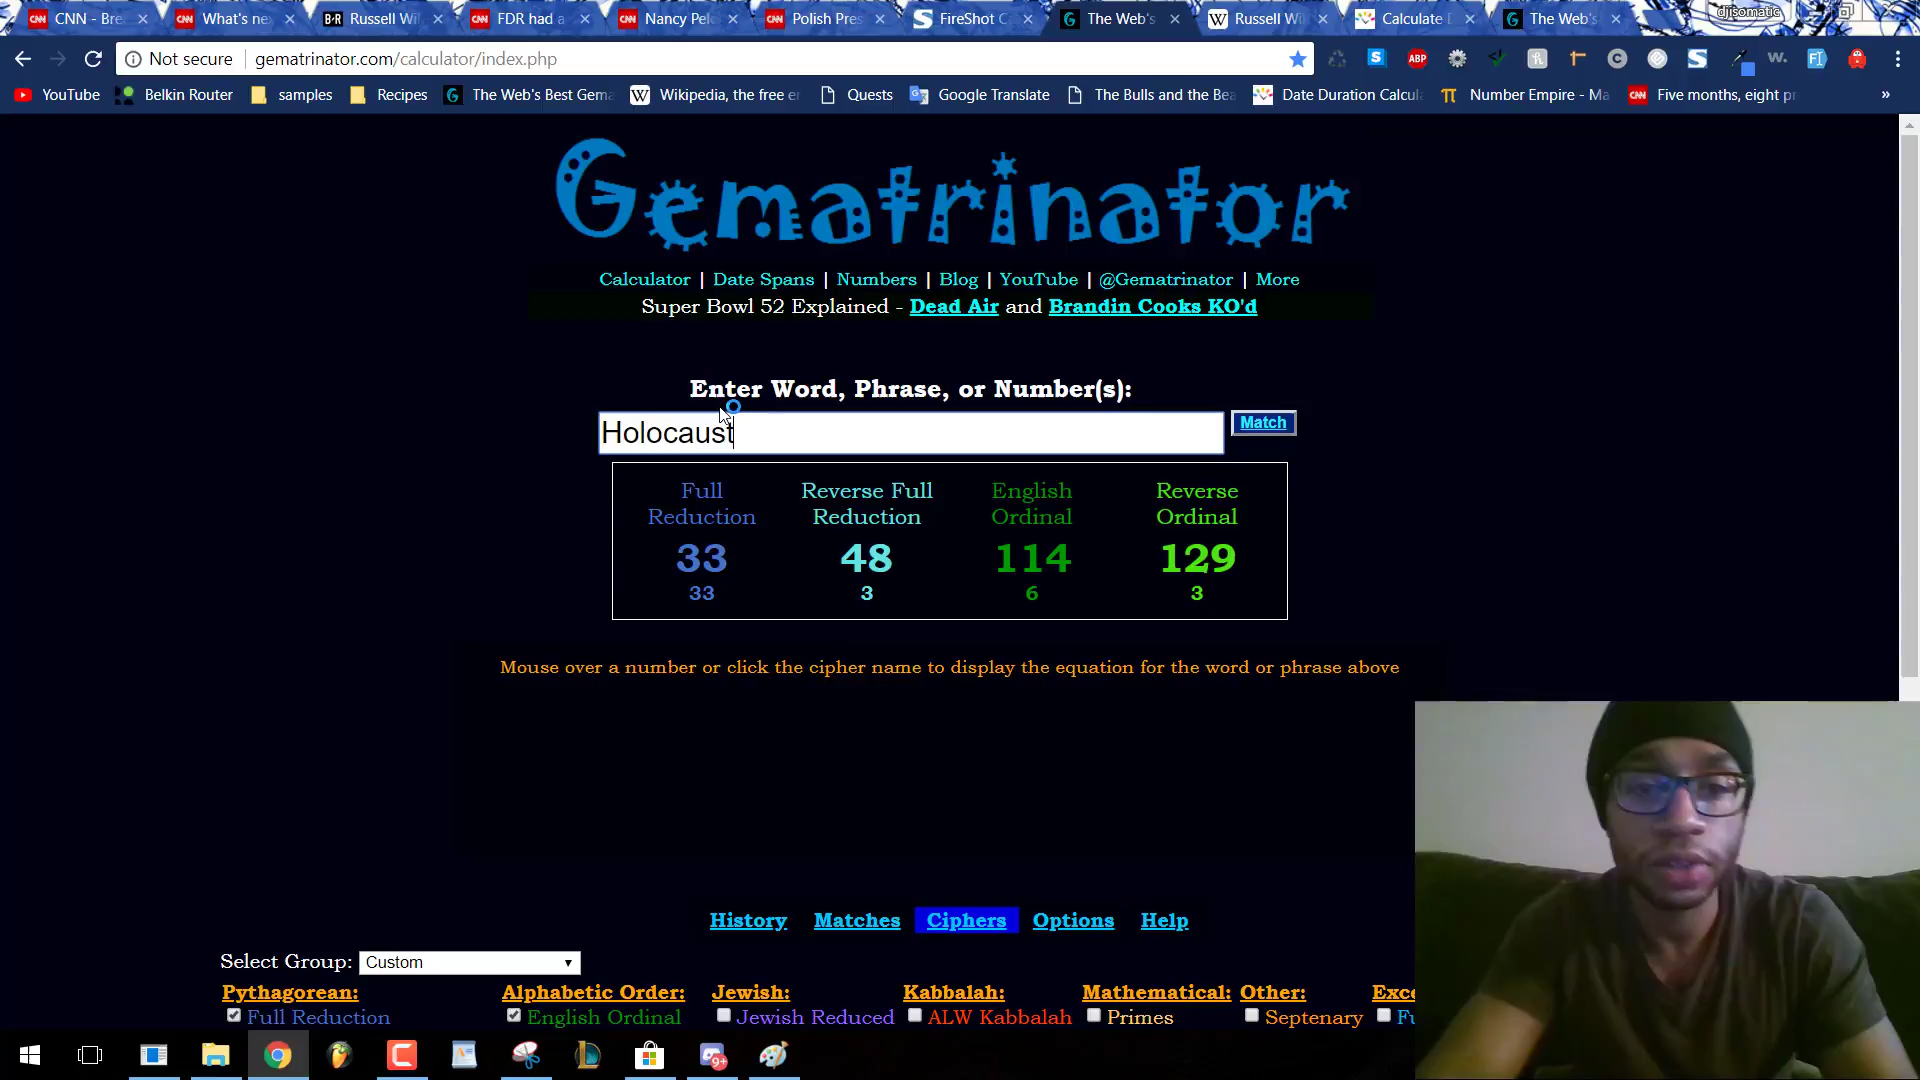 CNN - Bre
What's ne
Russell Wil
FDR had a
Nancy Pelo
Polish Pres
FireShot C
The Web's
Russell Wi
Calculate D
The Web's
djisomatic
Not secure
gematrinator.com/calculator/index.php
YouTube
Belkin Router
samples
Recipes
The Web's Best Gema
Wikipedia, the free e
Quests
Google Translate
The Bulls and the Bea
Date Duration Calcul
Number Empire - Ma
Five months, eight pr
»
Gematrinator
Calculator | Date Spans | Numbers | Blog | YouTube | @Gematrinator | More
Super Bowl 52 Explained - Dead Air and Brandin Cooks KO'd
Enter Word, Phrase, or Number(s):
Holocaust
Match
Full Reduction
Reverse Full Reduction
English Ordinal
Reverse Ordinal
33 48 114 129
33 3 6 3
Mouse over a number or click the cipher name to display the equation for the word or phrase above
History Matches Ciphers Options Help
Select Group: Custom
Pythagorean: Alphabetic Order: Jewish: Kabbalah: Mathematical: Other: Exce
Full Reduction English Ordinal Jewish Reduced ALW Kabbalah Primes Septenary Fu